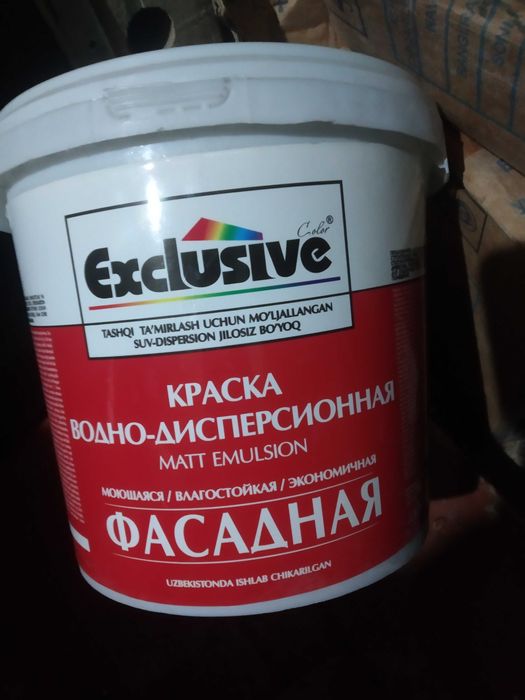 Exclusive
Color ®
TASHQI TA'MIRLASH UCHUN MO'LJALLANGAN
SUV-DISPERSION JILOSIZ BO'YOQ
КРАСКА
ВОДНО-ДИСПЕРСИОННАЯ
MATT EMULSION
МОЮЩАЯСЯ / ВЛАГОСТОЙКАЯ / ЭКОНОМИЧНАЯ
ФАСАДНАЯ
UZBEKISTONDA ISHLAB CHIKARILGAN